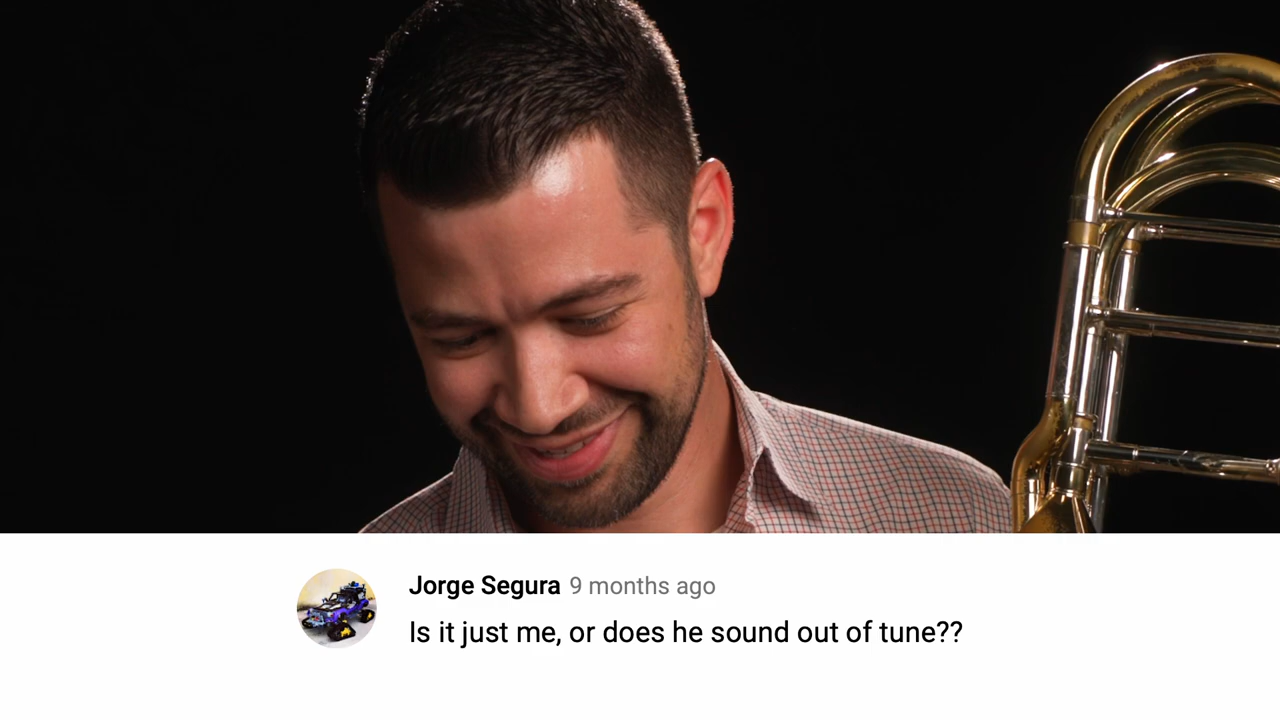 Jorge Segura 9 months ago
Is it just me, or does he sound out of tune??